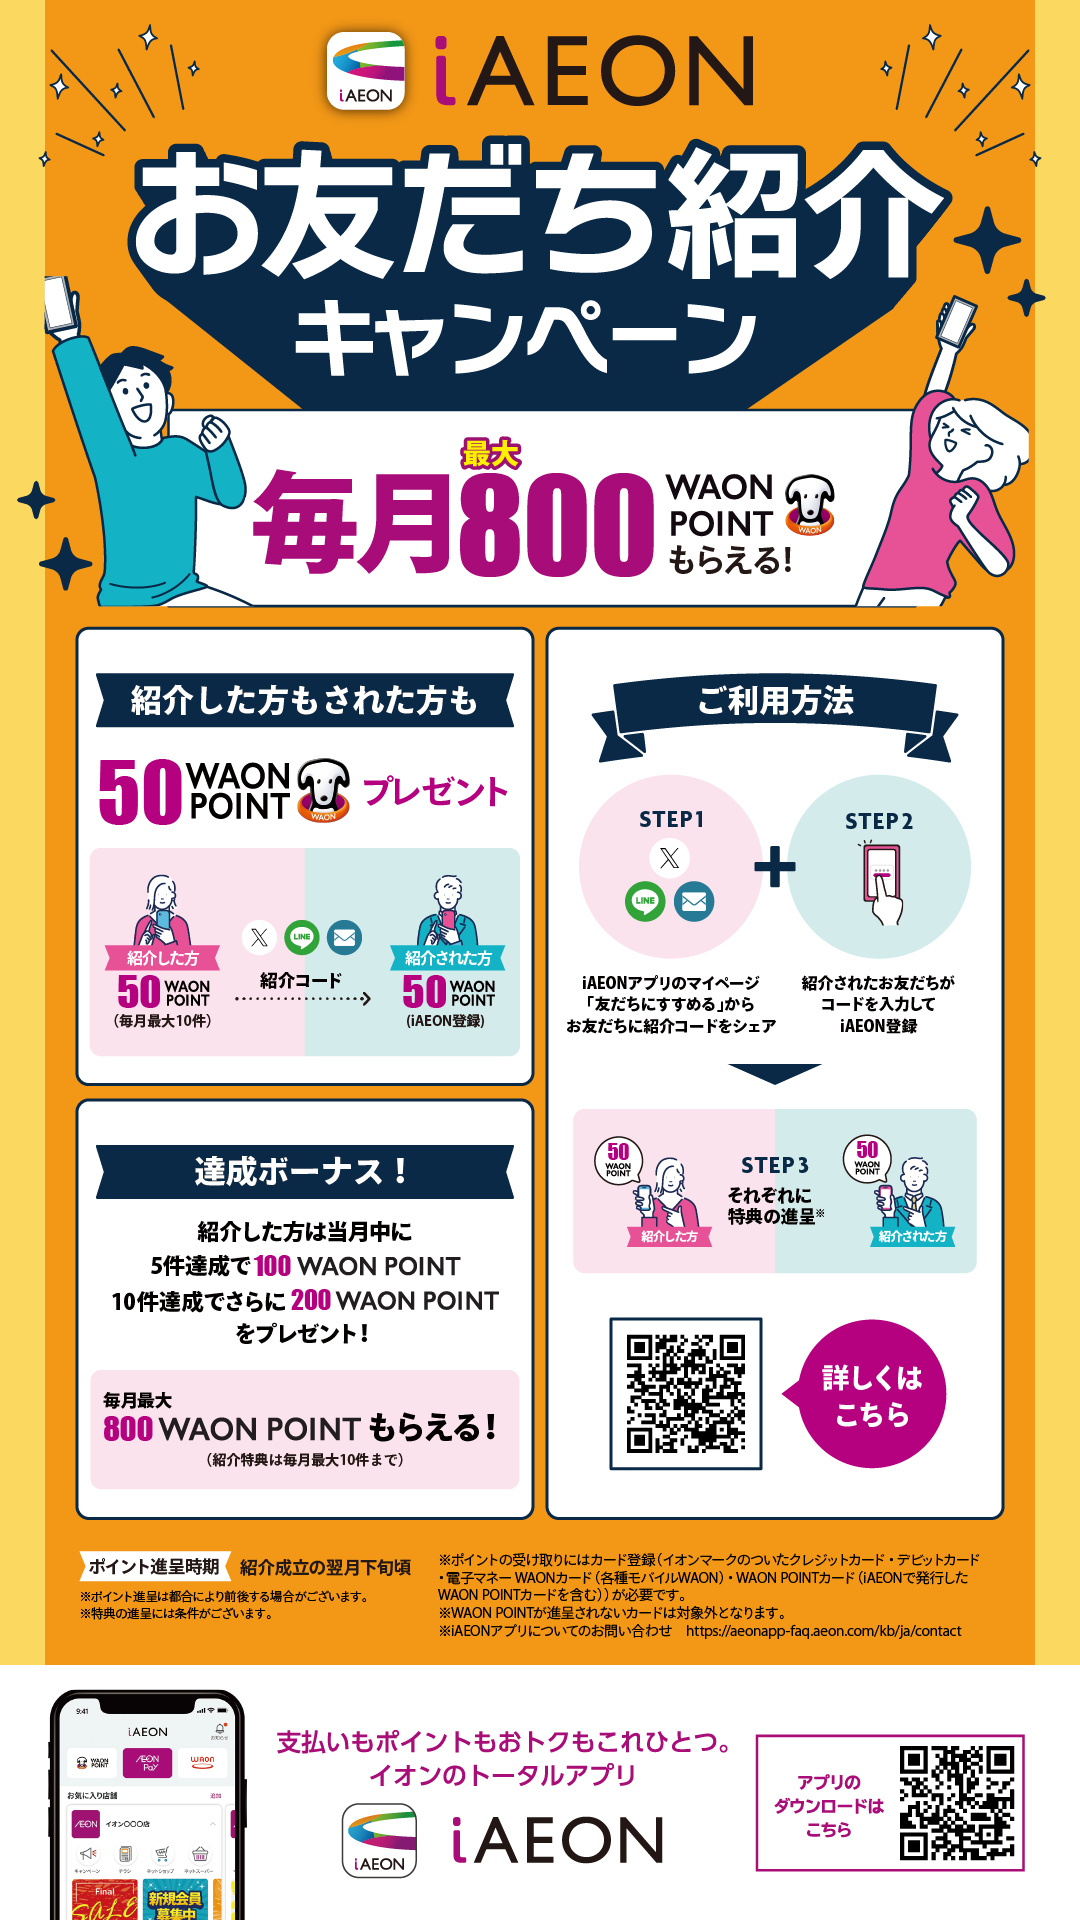 iAEON
iAEON
お友だち紹介
キャンペーン
最大
毎月800
WAON
POINT
もらえる!
WAON
紹介した方もされた方も
50 WAON
POINT
WAON
プレゼント
紹介した方
50 WAON
POINT
(毎月最大10件)
LINE
紹介コード
紹介された方
50 WAON
POINT
(iAEON登録)
達成ボーナス！
紹介した方は当月中に
5件達成で100 WAON POINT
10件達成でさらに 200 WAON POINT
をプレゼント！
毎月最大
800 WAON POINT もらえる！
（紹介特典は毎月最大10件まで）
ご利用方法
STEP1
LINE
iAEONアプリのマイページ
「友だちにすすめる」から
お友だちに紹介コードをシェア
STEP2
紹介されたお友だちが
コードを入力して
iAEON登録
50
WAON
POINT
紹介した方
STEP3
それぞれに
特典の進呈※
50
WAON
POINT
紹介された方
詳しくは
こちら
ポイント進呈時期 紹介成立の翌月下旬頃
※ポイント進呈は都合により前後する場合がございます。
※特典の進呈には条件がございます。
※ポイントの受け取りにはカード登録（イオンマークのついたクレジットカード・デビットカード
・電子マネー WAONカード（各種モバイルWAON）・WAON POINTカード（iAEONで発行した
WAON POINTカードを含む））が必要です。
※WAON POINTが進呈されないカードは対象外となります。
※iAEONアプリについてのお問い合わせ　https://aeonapp-faq.aeon.com/kb/ja/contact
9:41
iAEON
お知らせ
WAON
POINT
AEON
Pay
WAON
お気に入り店舗
追加
ÆON イオン〇〇〇店
キャンペーン
チラシ
ネットショップ
ネットスーパー
Final
SALE
新規会員
募集中
支払いもポイントもおトクもこれひとつ。
イオンのトータルアプリ
iAEON
iAEON
アプリの
ダウンロードは
こちら